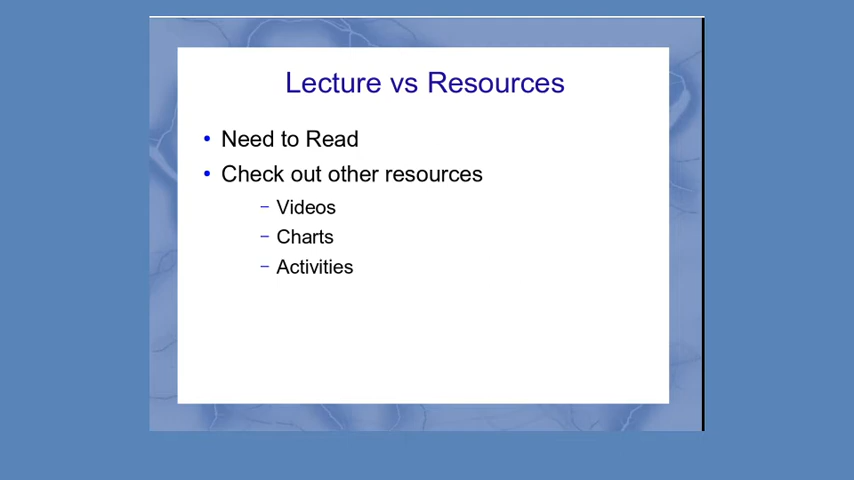 Lecture vs Resources
• Need to Read
• Check out other resources
– Videos
– Charts
– Activities